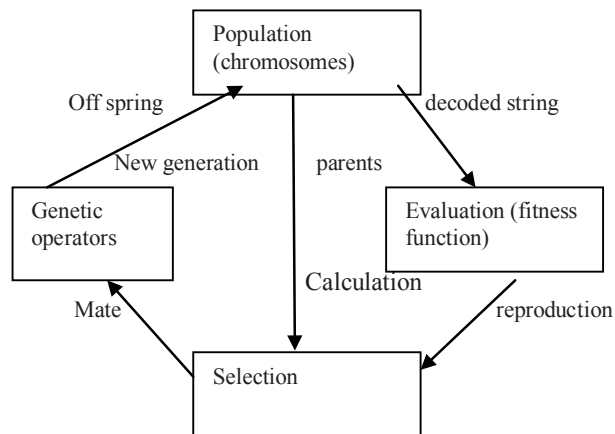 Population
(chromosomes)
Off spring
decoded string
New generation
parents
Genetic
operators
Evaluation (fitness
function)
Calculation
Mate
reproduction
Selection